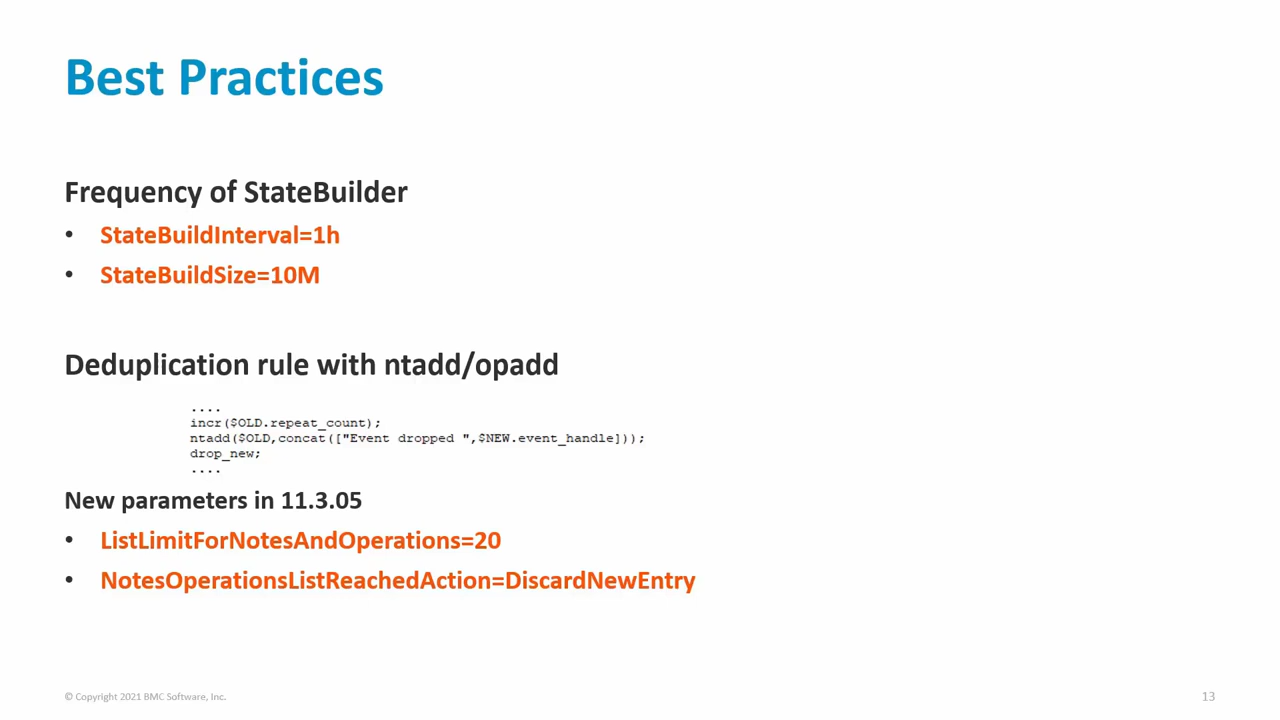 Best Practices
Frequency of StateBuilder
• StateBuildInterval=1h
• StateBuildSize=10M
Deduplication rule with ntadd/opadd
....
incr($OLD.repeat_count);
ntadd($OLD,concat(["Event dropped ",$NEW.event_handle]));
drop_new;
....
New parameters in 11.3.05
• ListLimitForNotesAndOperations=20
• NotesOperationsListReachedAction=DiscardNewEntry
© Copyright 2021 BMC Software, Inc.
13